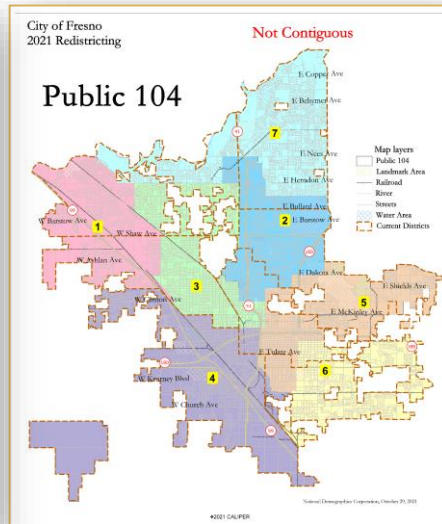 City of Fresno
2021 Redistricting
Not Contiguous
Public 104
E Copper Ave
E Behymer Ave
7
E Nees Ave
E Herndon Ave
E Bullard Ave
2
E Barstow Ave
W Barstow Ave
1
W Shaw Ave
W Ashlan Ave
E Dakota Ave
E Shields Ave
3
5
W Clinton Ave
E McKinley Ave
E Tulare Ave
4
6
W Kearney Blvd
W Church Ave
Map layers
Public 104
Landmark Area
Railroad
River
Streets
Water Area
Current Districts
National Demographics Corporation, October 29, 2021
©2021 CALIPER